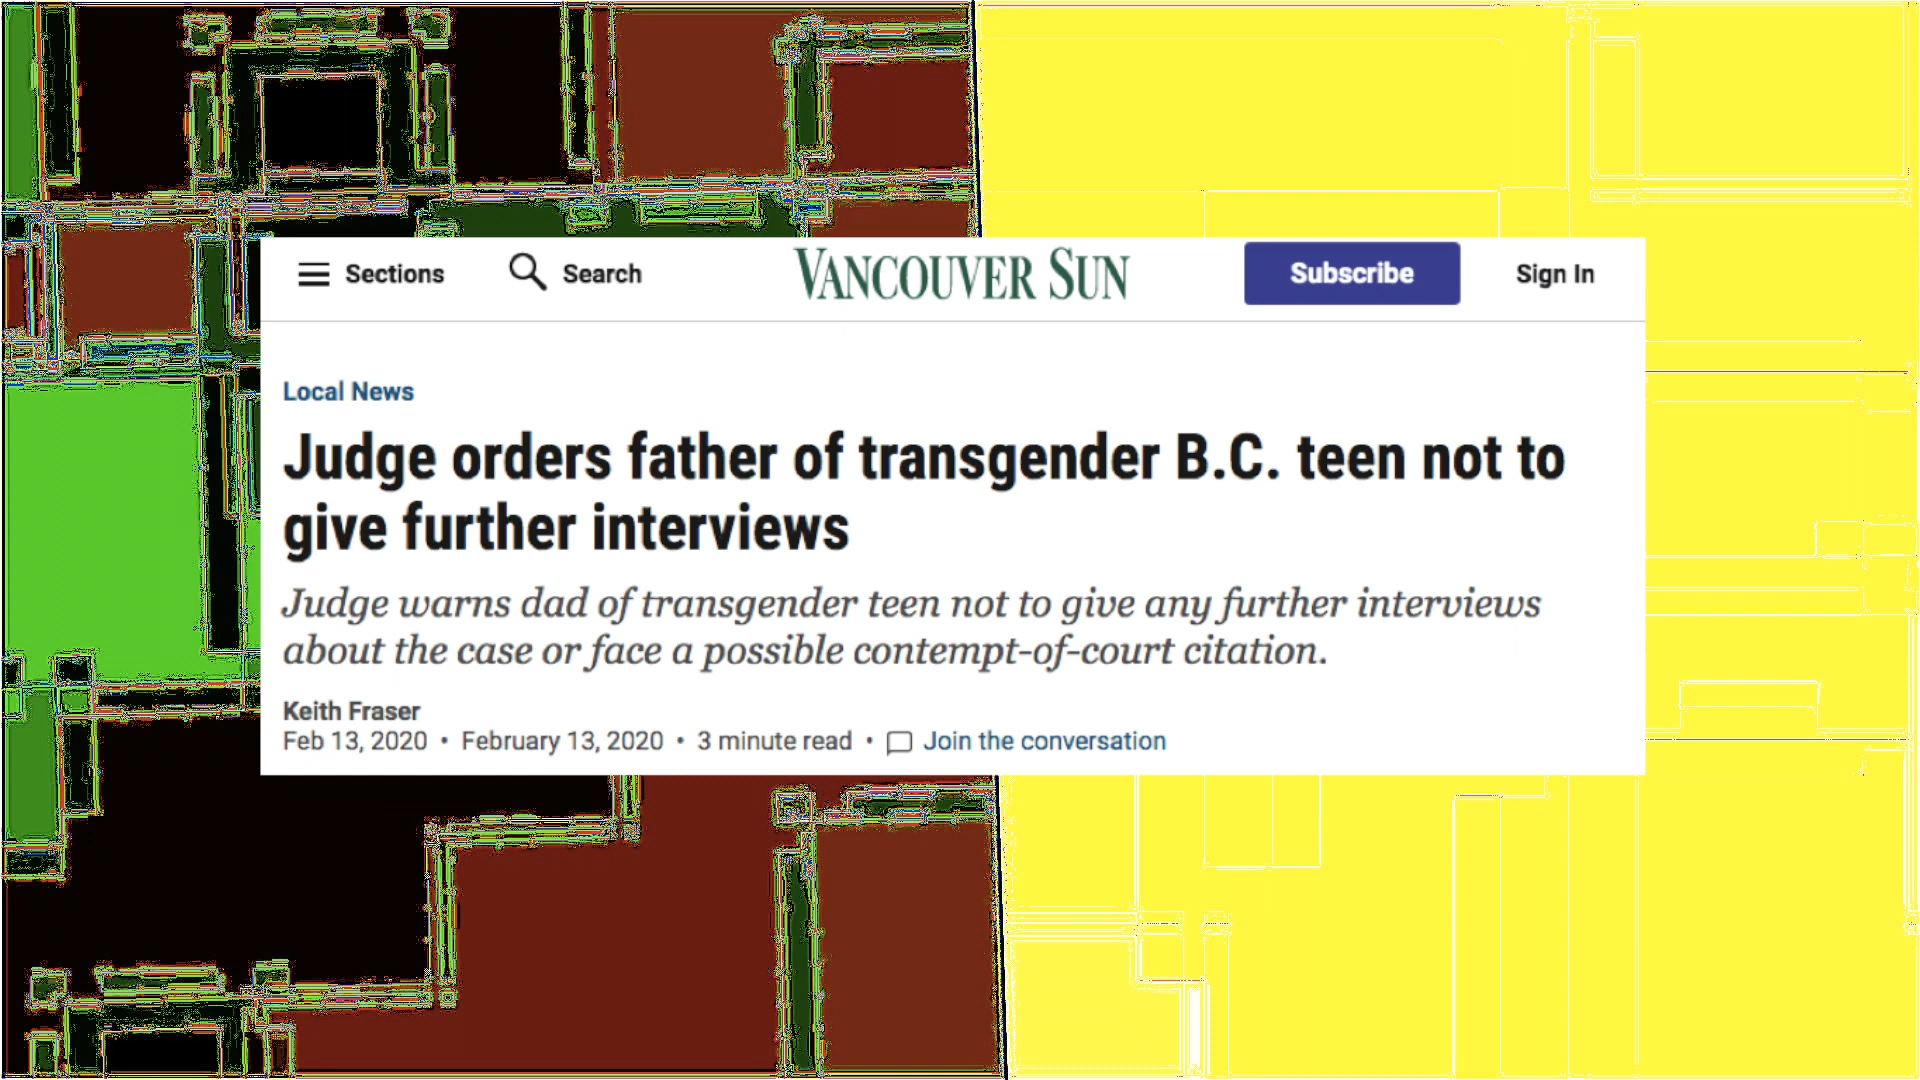 Sections Search VANCOUVER SUN Subscribe Sign In
Local News
Judge orders father of transgender B.C. teen not to
give further interviews
Judge warns dad of transgender teen not to give any further interviews
about the case or face a possible contempt-of-court citation.
Keith Fraser
Feb 13, 2020 • February 13, 2020 • 3 minute read • Join the conversation